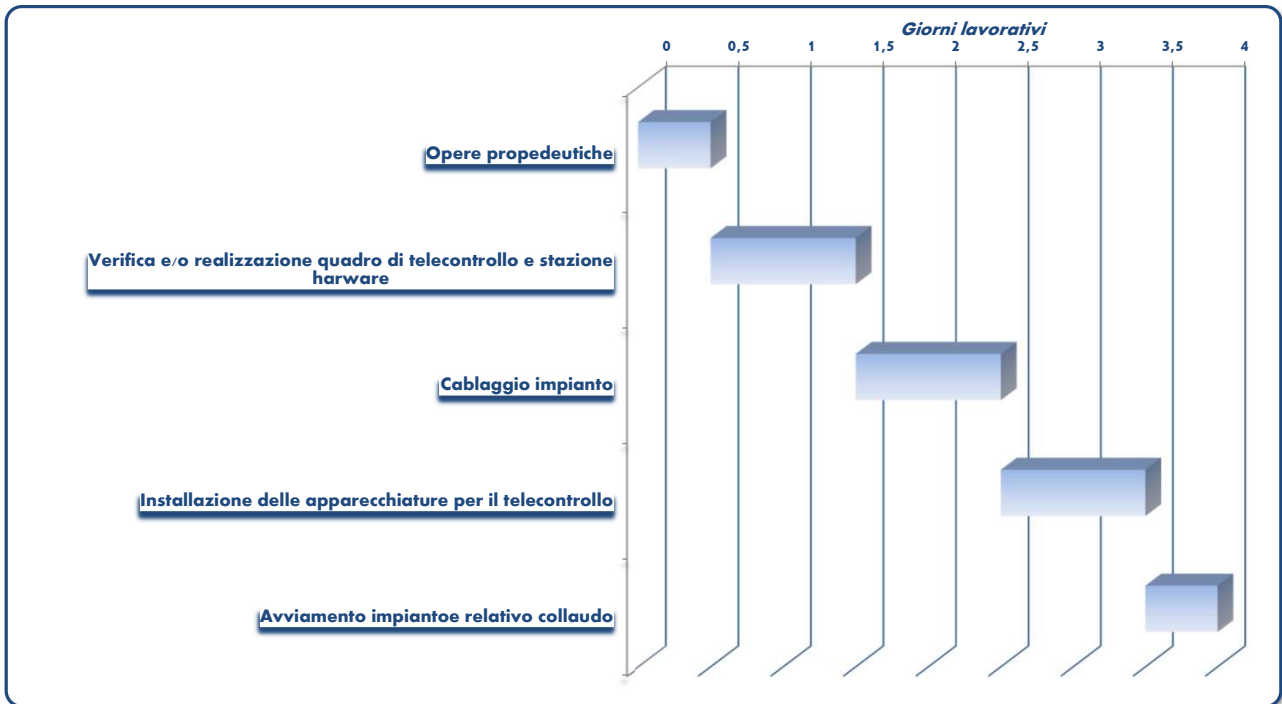 Giorni lavorativi
0 0,5 1 1,5 2 2,5 3 3,5 4
Opere propedeutiche
Verifica e/o realizzazione quadro di telecontrollo e stazione
harware
Cablaggio impianto
Installazione delle apparecchiature per il telecontrollo
Avviamento impiantoe relativo collaudo